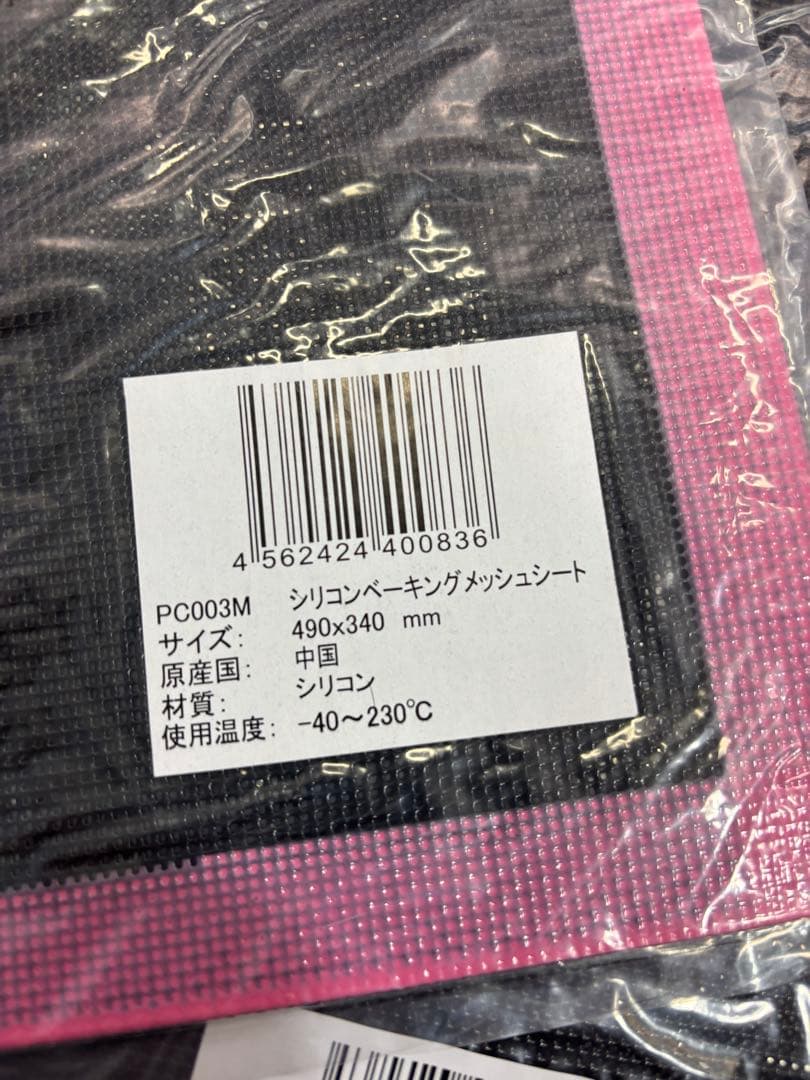 4 562424 400836
PC003M シリコンベーキングメッシュシート
サイズ: 490x340 mm
原産国: 中国
材質: シリコン
使用温度: -40～230℃